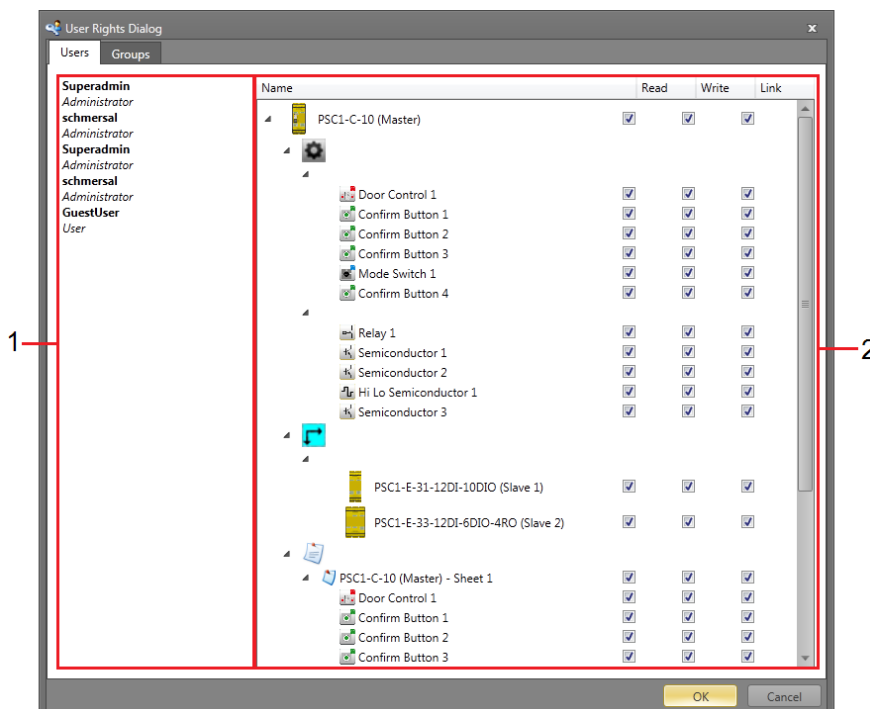 User Rights Dialog x
Users Groups
Superadmin
Administrator
schmersal
Administrator
Superadmin
Administrator
schmersal
Administrator
GuestUser
User
Name Read Write Link
PSC1-C-10 (Master)
Door Control 1
Confirm Button 1
Confirm Button 2
Confirm Button 3
Mode Switch 1
Confirm Button 4
Relay 1
Semiconductor 1
Semiconductor 2
Hi Lo Semiconductor 1
Semiconductor 3
PSC1-E-31-12DI-10DIO (Slave 1)
PSC1-E-33-12DI-6DIO-4RO (Slave 2)
PSC1-C-10 (Master) - Sheet 1
Door Control 1
Confirm Button 1
Confirm Button 2
Confirm Button 3
1
2
OK Cancel